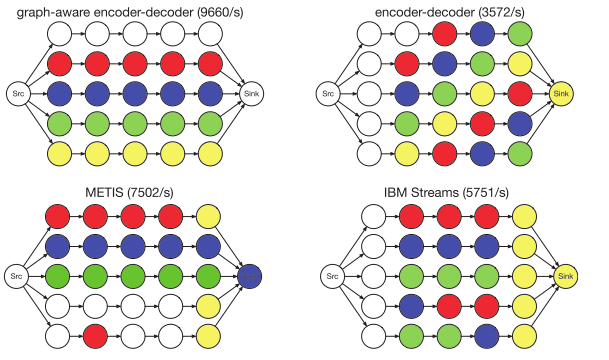 graph-aware encoder-decoder (9660/s)
encoder-decoder (3572/s)
Src
Sink
Src
Sink
METIS (7502/s)
IBM Streams (5751/s)
Src
Sink
Src
Sink